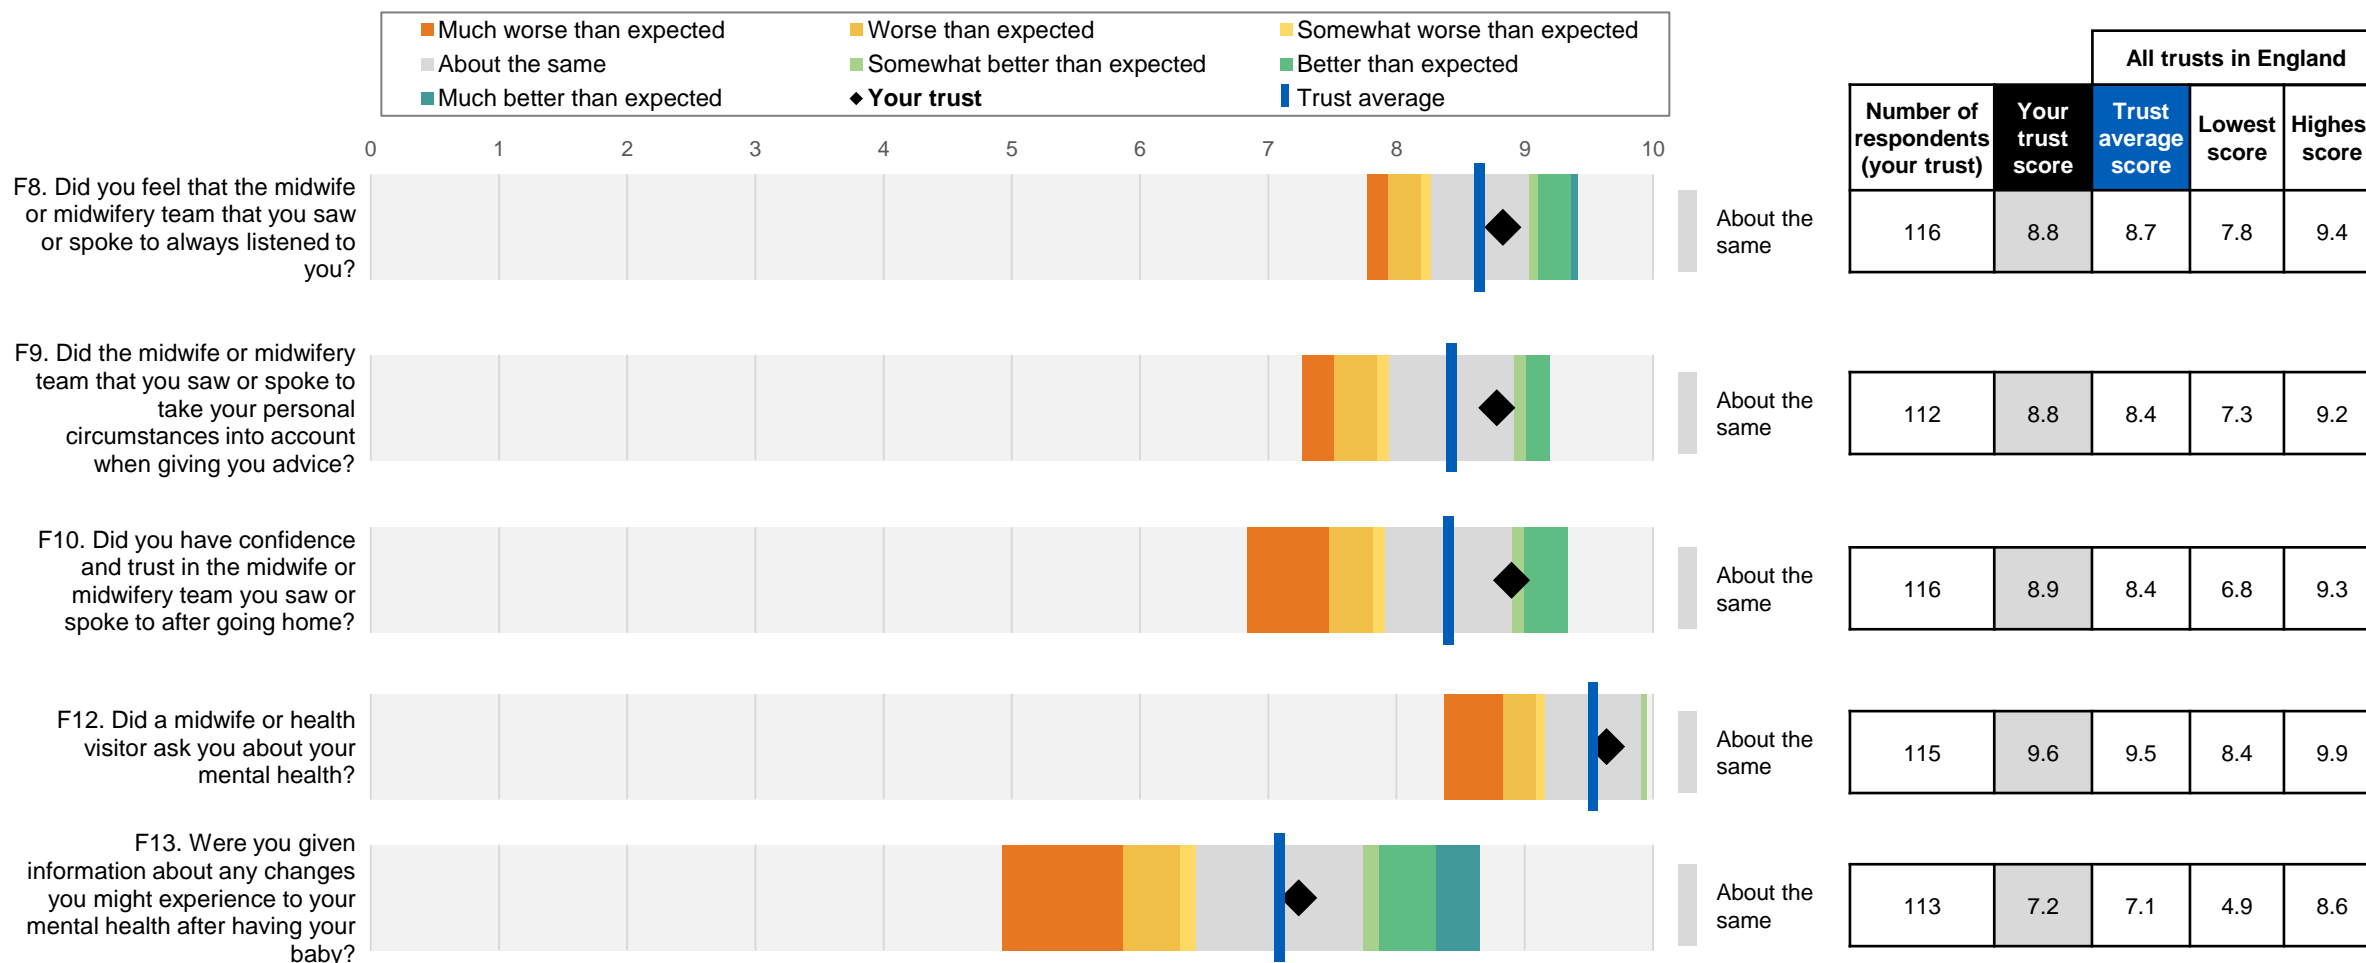 Much worse than expected
Worse than expected
Somewhat worse than expected
About the same
Somewhat better than expected
Better than expected
Much better than expected
Your trust
Trust average
All trusts in England
Number of
respondents
(your trust)
Your
trust
score
Trust
average
score
Lowest
score
Highes
score
0 1 2 3 4 5 6 7 8 9 10
F8. Did you feel that the midwife
or midwifery team that you saw
or spoke to always listened to
you?
About the
same
116 8.8 8.7 7.8 9.4
F9. Did the midwife or midwifery
team that you saw or spoke to
take your personal
circumstances into account
when giving you advice?
About the
same
112 8.8 8.4 7.3 9.2
F10. Did you have confidence
and trust in the midwife or
midwifery team you saw or
spoke to after going home?
About the
same
116 8.9 8.4 6.8 9.3
F12. Did a midwife or health
visitor ask you about your
mental health?
About the
same
115 9.6 9.5 8.4 9.9
F13. Were you given
information about any changes
you might experience to your
mental health after having your
baby?
About the
same
113 7.2 7.1 4.9 8.6